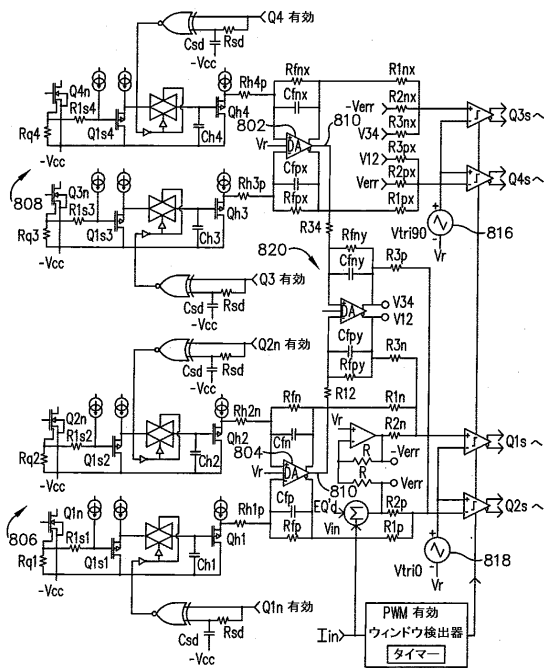 Q4 有効
Csd
Rsd
-Vcc
Q4n
R1s4
Rq4
Q1s4
-Vcc
Ch4
Qh4
Rh4p
Rfnx
Cfnx
R1nx
-Verr
R2nx
V34
R3nx
Q3s
802
810
Vr
DA
V12
R3px
Verr
R2px
Q4s
Cfpx
Rfpx
R1px
808
Q3n
R1s3
Rq3
Q1s3
-Vcc
Ch3
Qh3
Rh3p
R34
Vtri90
816
Vr
820
Rfny
Cfny
R3p
Q3 有効
Csd
Rsd
-Vcc
DA
V34
V12
Q2n 有効
Csd
Rsd
-Vcc
Cfpy
Rfpy
R3n
R12
Q2n
R1s2
Rq2
Q1s2
-Vcc
Ch2
Qh2
Rh2n
Rfn
Cfn
R1n
Vr
R2n
Q1s
804
Vr
DA
810
R
-Verr
R
Verr
EQ'd
Vin
Σ
R2p
Q2s
R1p
Cfp
Rfp
806
Q1n
R1s1
Rq1
Q1s1
-Vcc
Ch1
Qh1
Rh1p
Vtri0
818
Vr
Q1n 有効
Csd
Rsd
-Vcc
Iin
PWM 有効
ウィンドウ検出器
タイマー